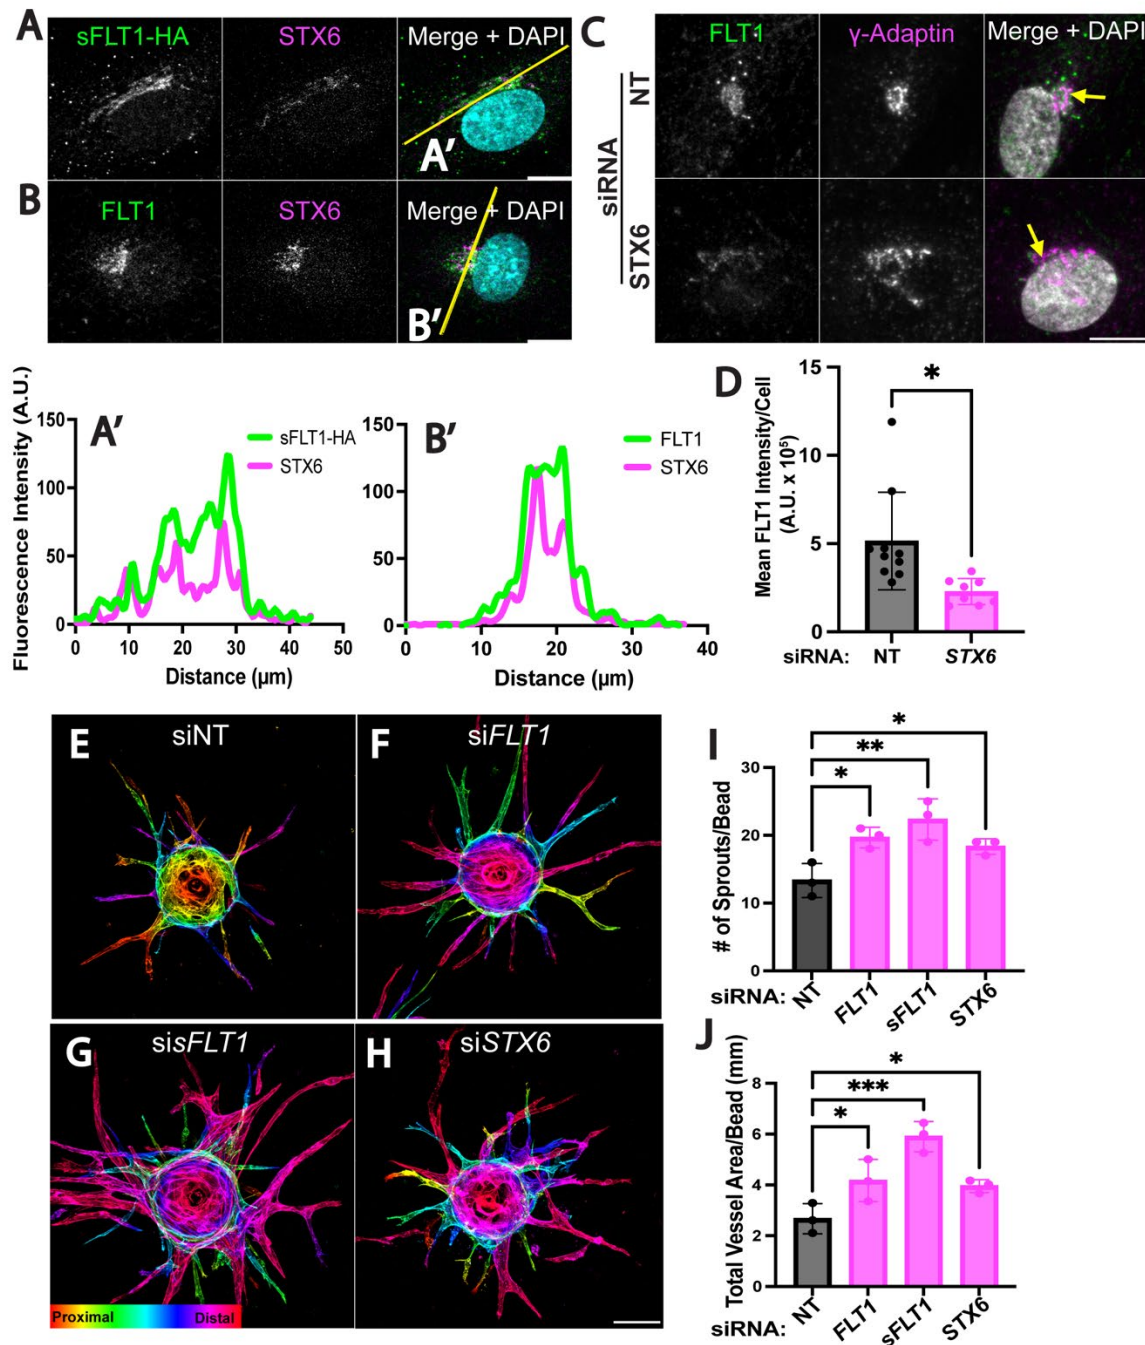 A
sFLT1-HA
STX6
Merge + DAPI
A′
B
FLT1
STX6
Merge + DAPI
B′
C
FLT1
γ-Adaptin
Merge + DAPI
siRNA
NT
STX6
Fluorescence Intensity (A.U.)
A′
sFLT1-HA
STX6
150
100
50
0
0 10 20 30 40 50
Distance (µm)
B′
FLT1
STX6
150
100
50
0
0 10 20 30 40
Distance (µm)
D
Mean FLT1 Intensity/Cell
(A.U. x 10⁵)
15
10
5
0
*
siRNA: NT STX6
E
siNT
F
siFLT1
G
sisFLT1
H
siSTX6
Proximal Distal
I
# of Sprouts/Bead
30
20
10
0
*
**
*
siRNA: NT FLT1 sFLT1 STX6
J
Total Vessel Area/Bead (mm)
8
6
4
2
0
*
***
*
siRNA: NT FLT1 sFLT1 STX6